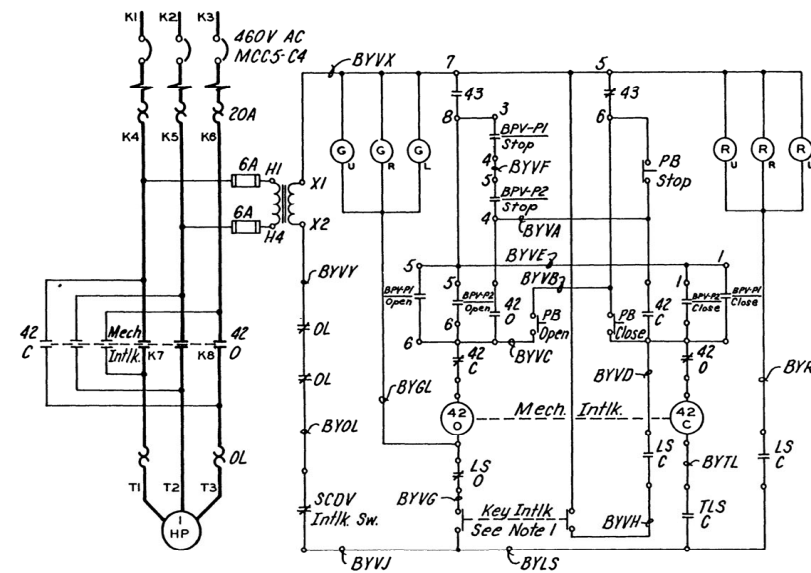 K1 K2 K3
460V AC
MCC5-C4
20A
K4 K5 K6
6A H1
6A H4
X1
X2
BYVX
7
5
43
43
8 3
6
BPV-P1
Stop
4
BYVF
5
BPV-P2
Stop
4
BYVA
PB
Stop
G U
G R
G L
R U
R R
R U
BYVY
BYVE
BYVB
5
BPV-P1
Open
6
5
BPV-P2
Open
6
42
O
PB
Open
PB
Close
42
C
1
BPV-P2
Close
1
BPV-P1
Close
OL
OL
42
C
BYVC
42
O
42
C
Mech
Intlk.
K7
K8
42
O
BYGL
BYVD
BYR
42
O
Mech. Intlk.
42
C
BYOL
OL
LS
O
LS
C
BYTL
LS
C
T1 T2 T3
1
HP
SCDV
Intlk. Sw.
BYVG
Key Intlk
See Note 1
BYVH
TLS
C
BYVJ
BYLS